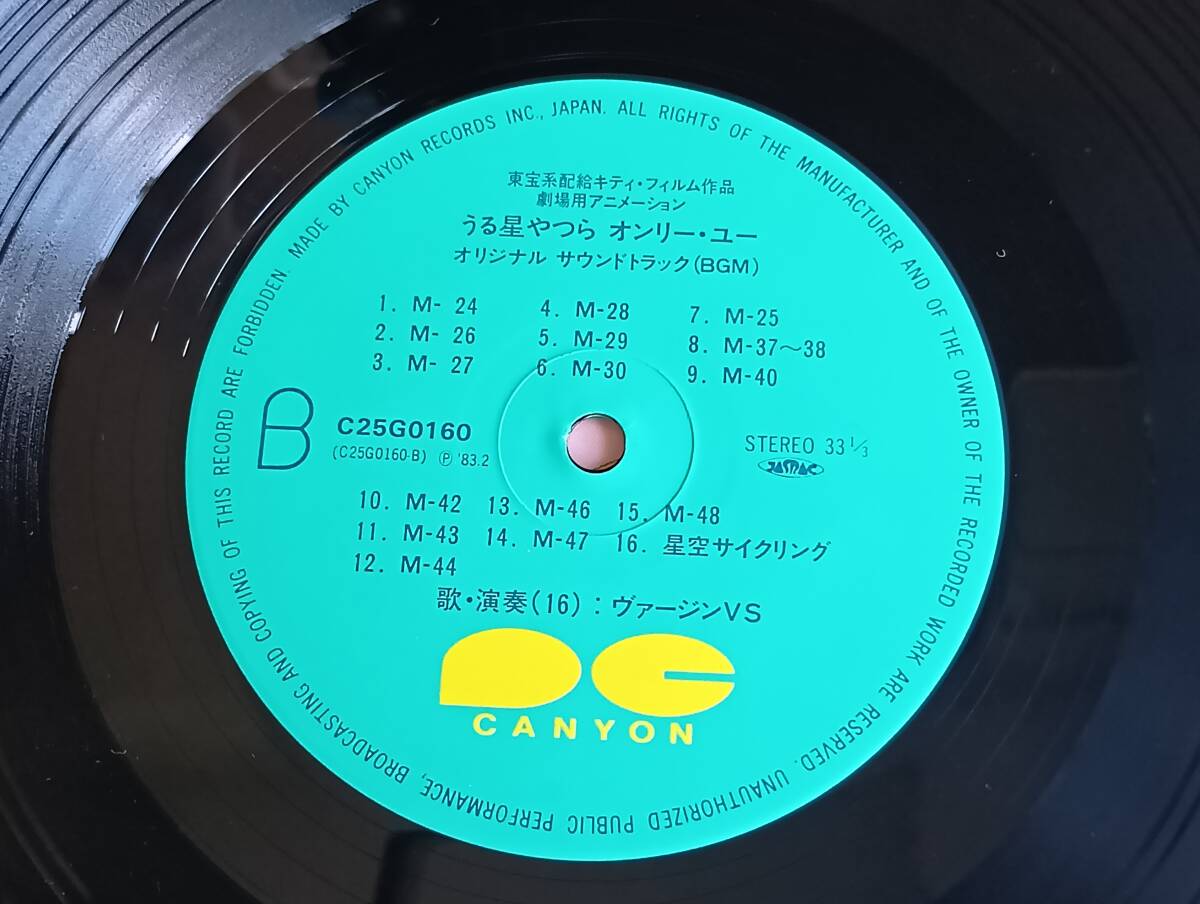 MADE BY CANYON RECORDS INC., JAPAN. ALL RIGHTS OF THE MANUFACTURER AND OF THE OWNER OF THE RECORDED WORK ARE RESERVED. UNAUTHORIZED PUBLIC PERFORMANCE, BROADCASTING AND COPYING OF THIS RECORD ARE FORBIDDEN.
東宝系配給キティ・フィルム作品
劇場用アニメーション
うる星やつら オンリー・ユー
オリジナル サウンドトラック(BGM)
1. M- 24 4. M-28 7. M-25
2. M- 26 5. M-29 8. M-37〜38
3. M- 27 6. M-30 9. M-40
B
C25G0160
(C25G0160-B) Ⓟ '83.2
STEREO 33 1/3
JASRAC
10. M-42 13. M-46 15. M-48
11. M-43 14. M-47 16. 星空サイクリング
12. M-44
歌・演奏(16) : ヴァージンVS
CANYON